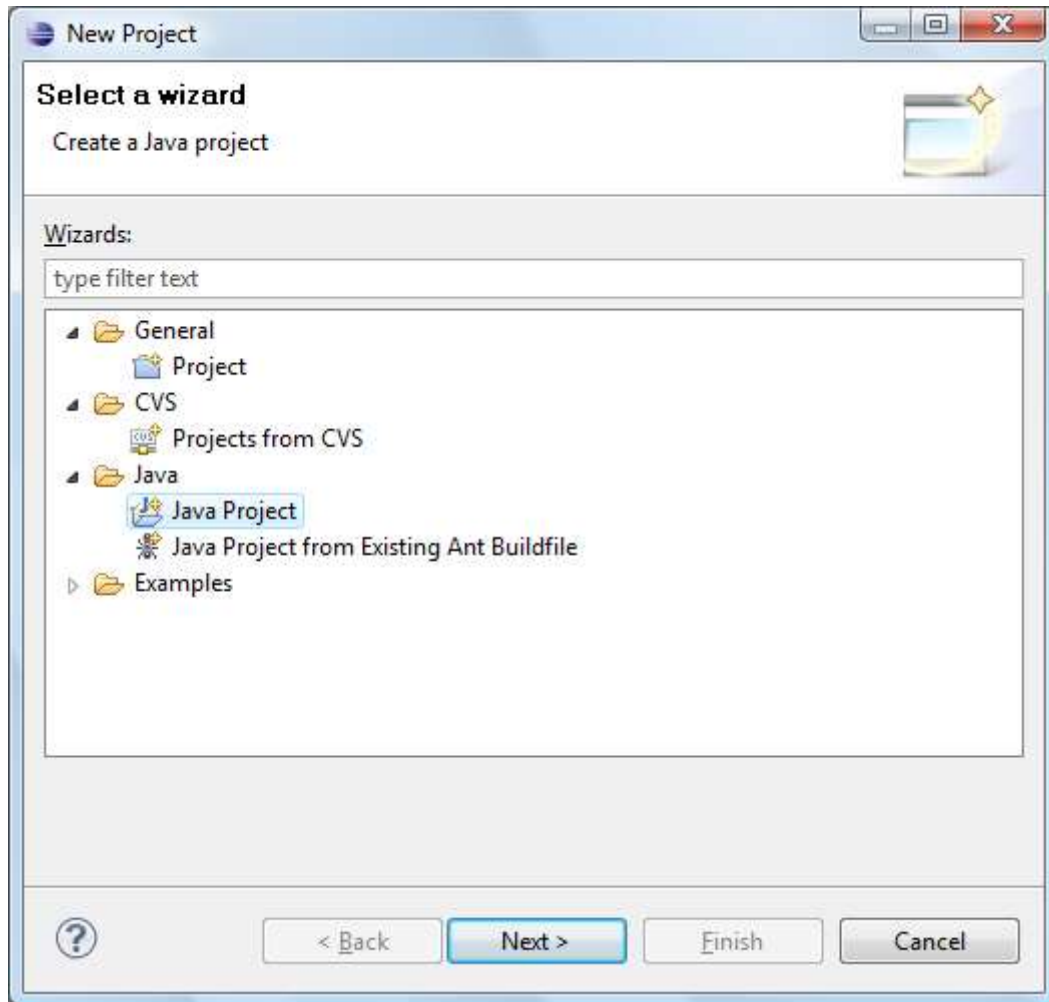 New Project
Select a wizard
Create a Java project
Wizards:
type filter text
General
Project
CVS
Projects from CVS
Java
Java Project
Java Project from Existing Ant Buildfile
Examples
? < Back Next > Finish Cancel